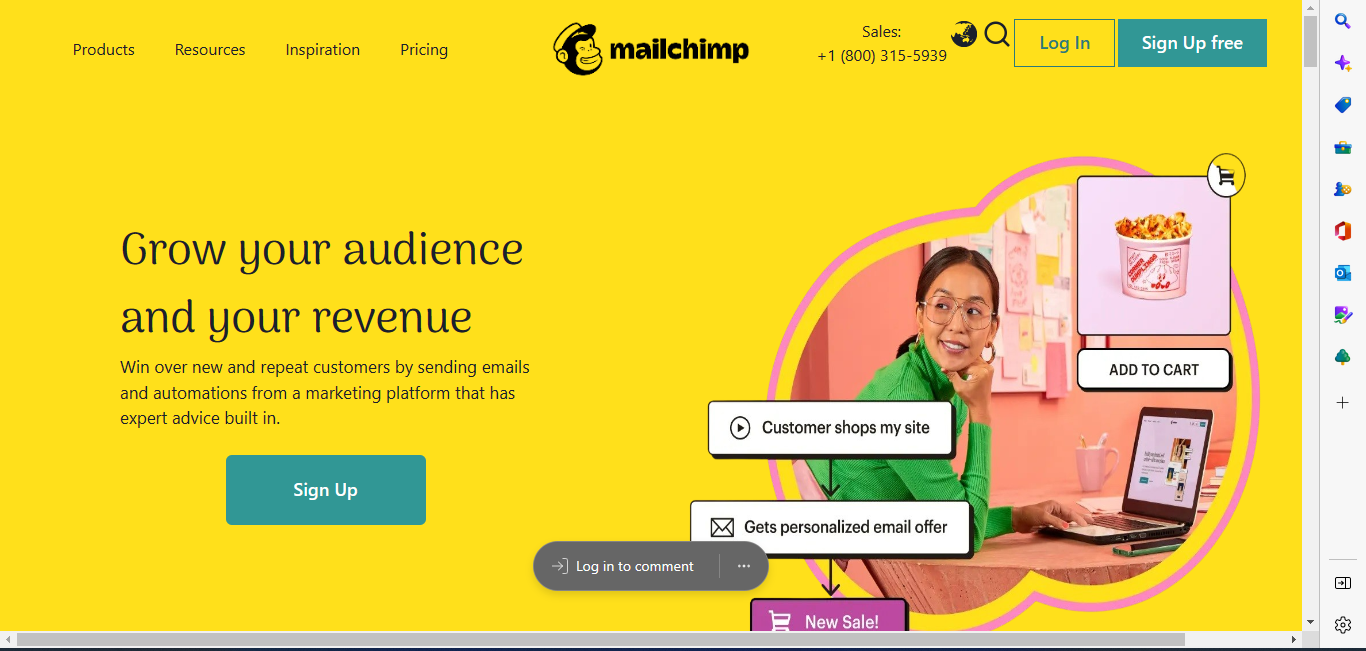 Products
Resources
Inspiration
Pricing
mailchimp
Sales:
+1 (800) 315-5939
Log In
Sign Up free
Grow your audience
and your revenue
Win over new and repeat customers by sending emails
and automations from a marketing platform that has
expert advice built in.
Sign Up
ADD TO CART
Customer shops my site
Gets personalized email offer
New Sale!
Log in to comment